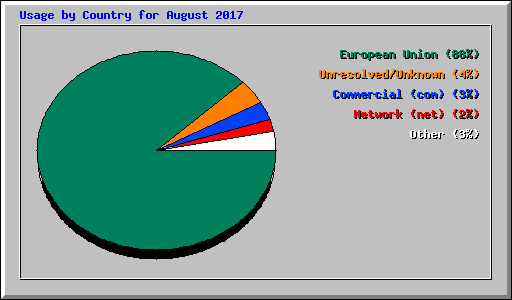 Usage by Country for August 2017
European Union (88%)
Unresolved/Unknown (4%)
Commercial (com) (3%)
Network (net) (2%)
Other (3%)